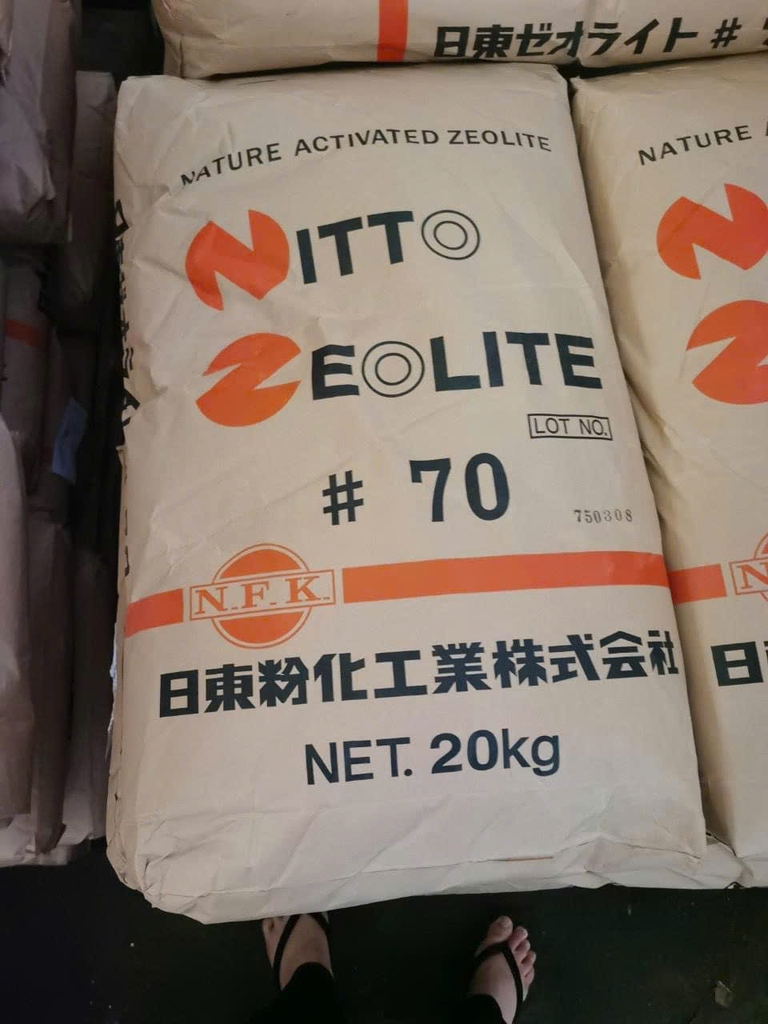 日東ゼオライト #
NATURE ACTIVATED ZEOLITE
NITTO
ZEOLITE
LOT NO.
# 70
750308
N.F.K.
日東粉化工業株式会社
NET. 20kg
NATURE
N
Z
N
日